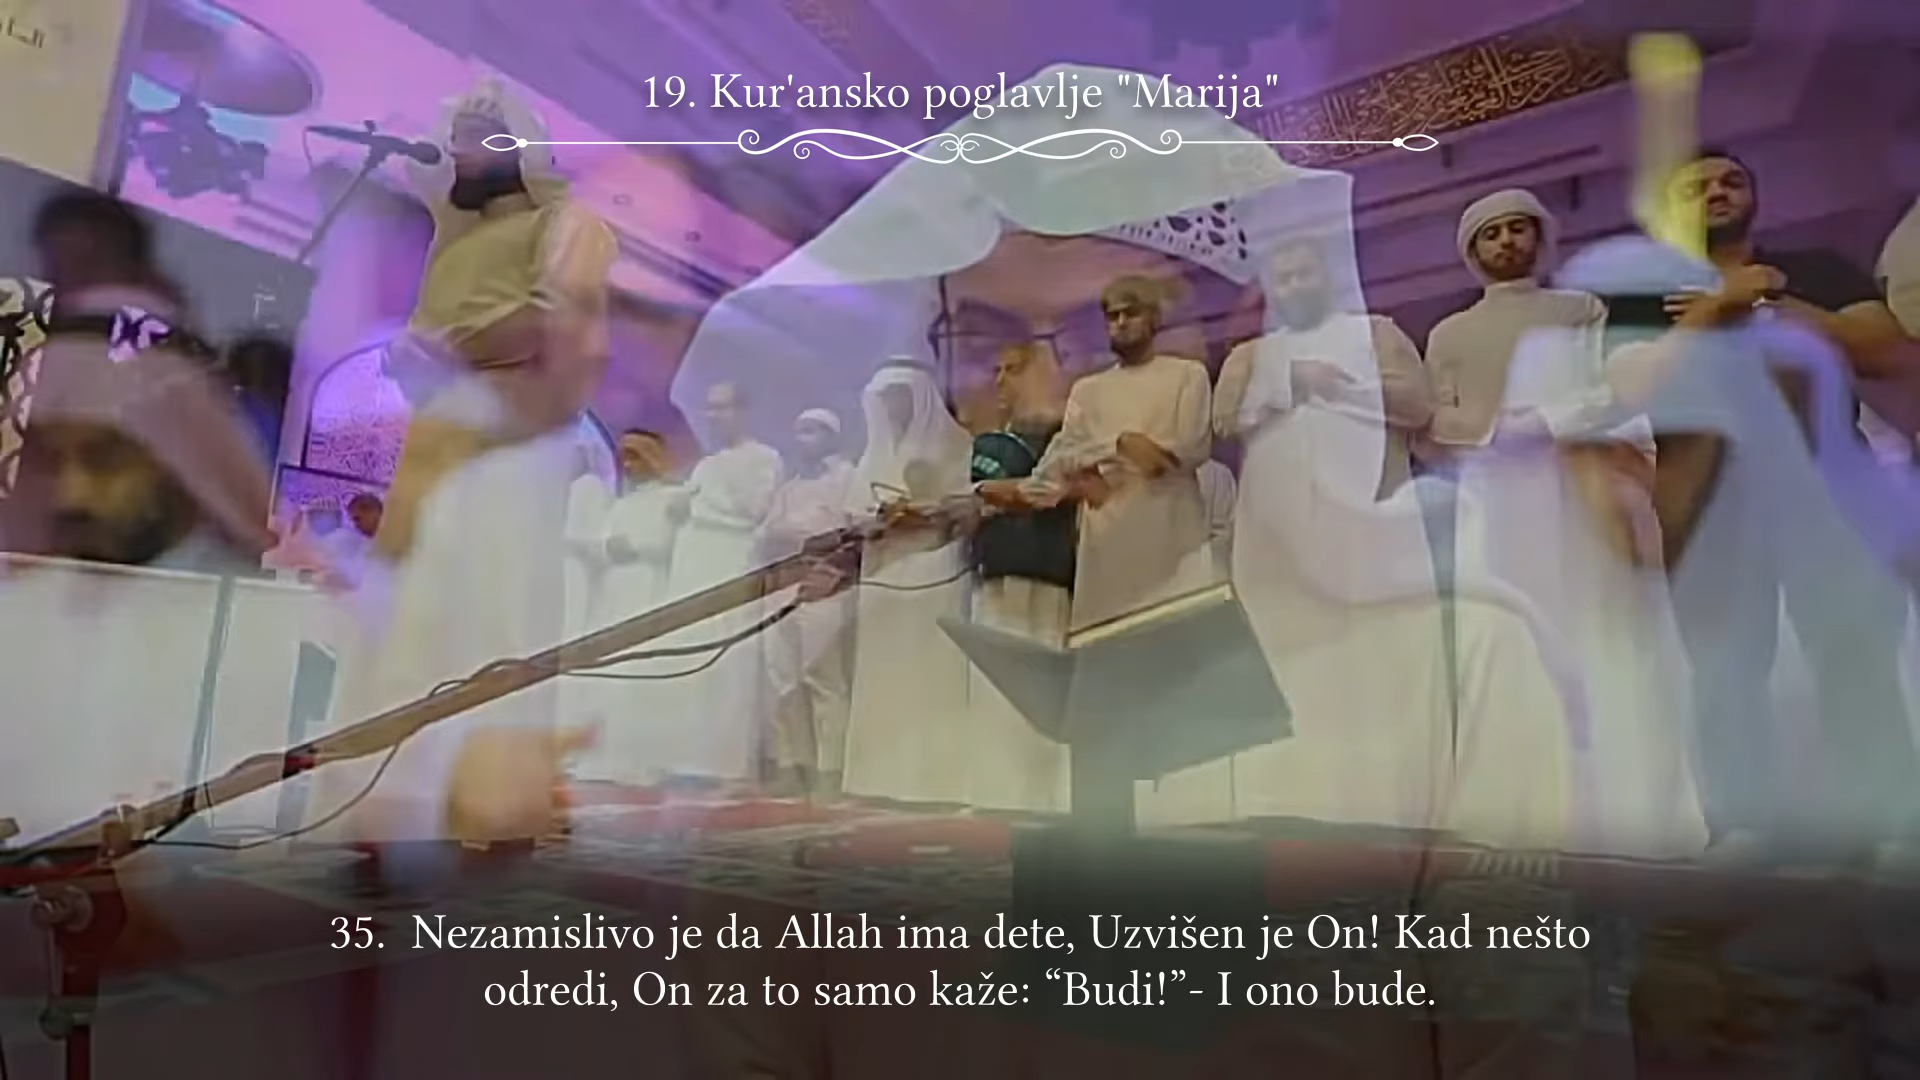 19. Kur'ansko poglavlje "Marija"
35.  Nezamislivo je da Allah ima dete, Uzvišen je On! Kad nešto
odredi, On za to samo kaže: “Budi!”- I ono bude.